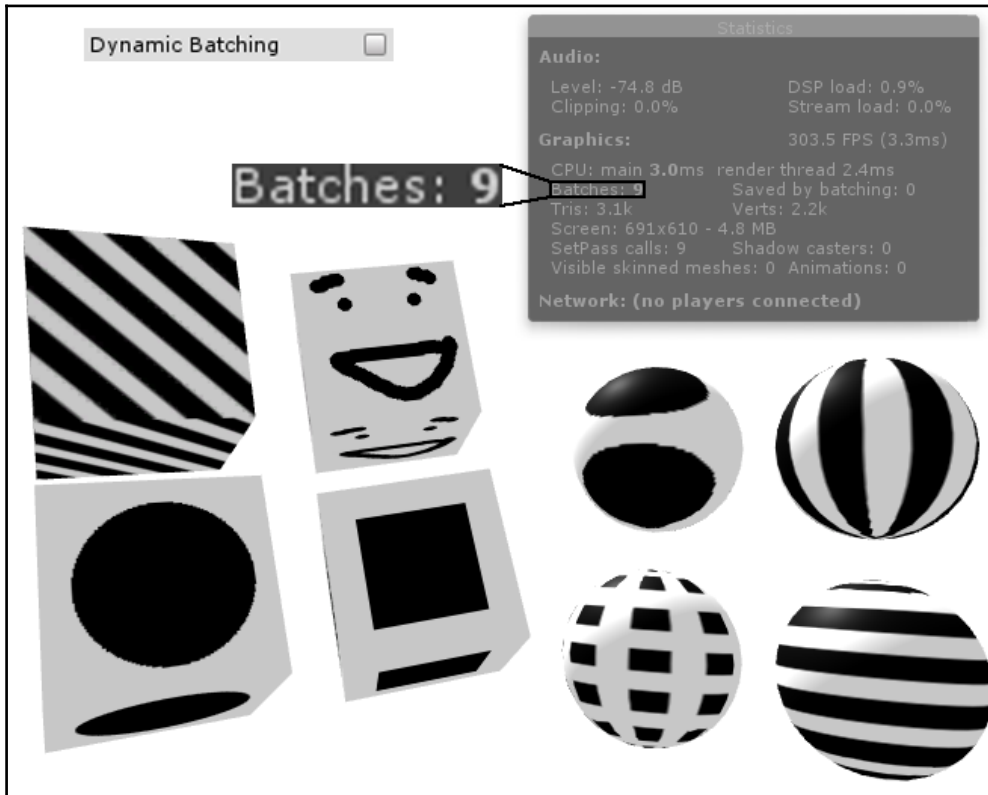 Dynamic Batching
Statistics
Audio:
Level: -74.8 dB DSP load: 0.9%
Clipping: 0.0% Stream load: 0.0%
Graphics: 303.5 FPS (3.3ms)
CPU: main 3.0ms render thread 2.4ms
Batches: 9
Batches: 9 Saved by batching: 0
Tris: 3.1k Verts: 2.2k
Screen: 691x610 - 4.8 MB
SetPass calls: 9 Shadow casters: 0
Visible skinned meshes: 0 Animations: 0
Network: (no players connected)